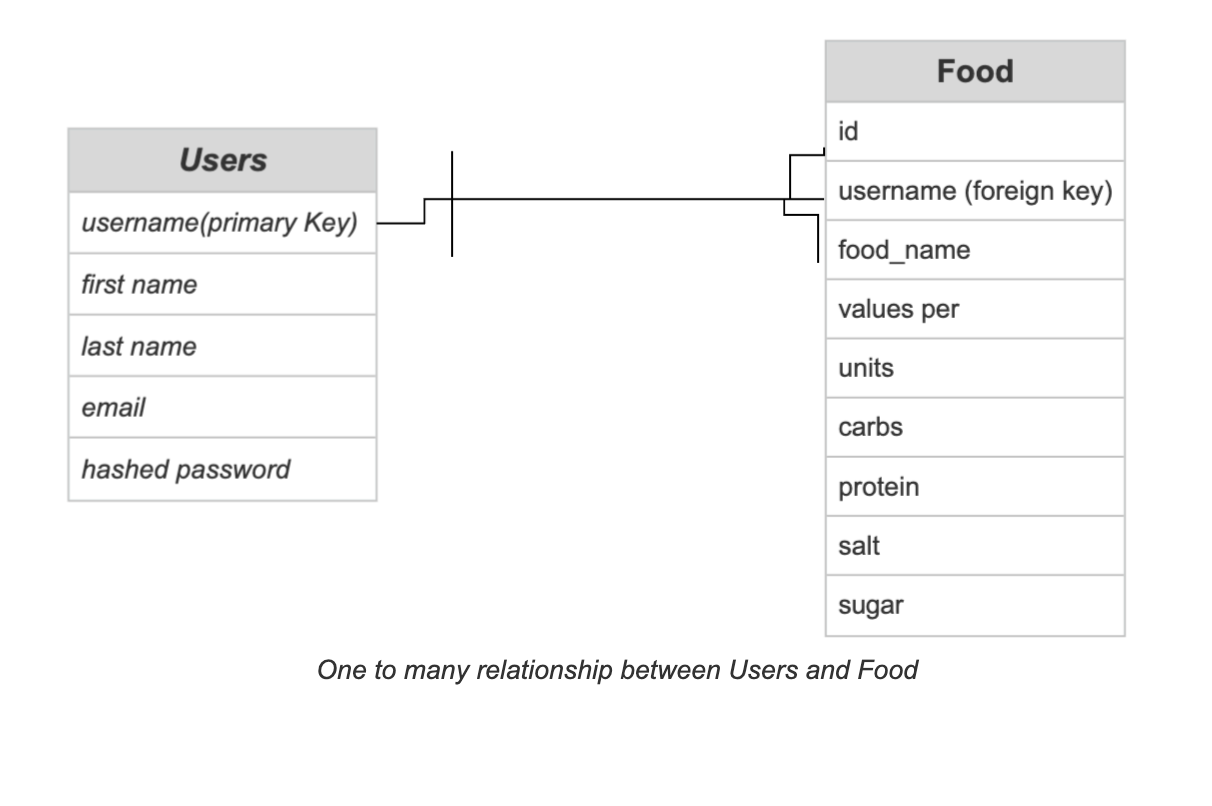 Users
username(primary Key)
first name
last name
email
hashed password
Food
id
username (foreign key)
food_name
values per
units
carbs
protein
salt
sugar
One to many relationship between Users and Food